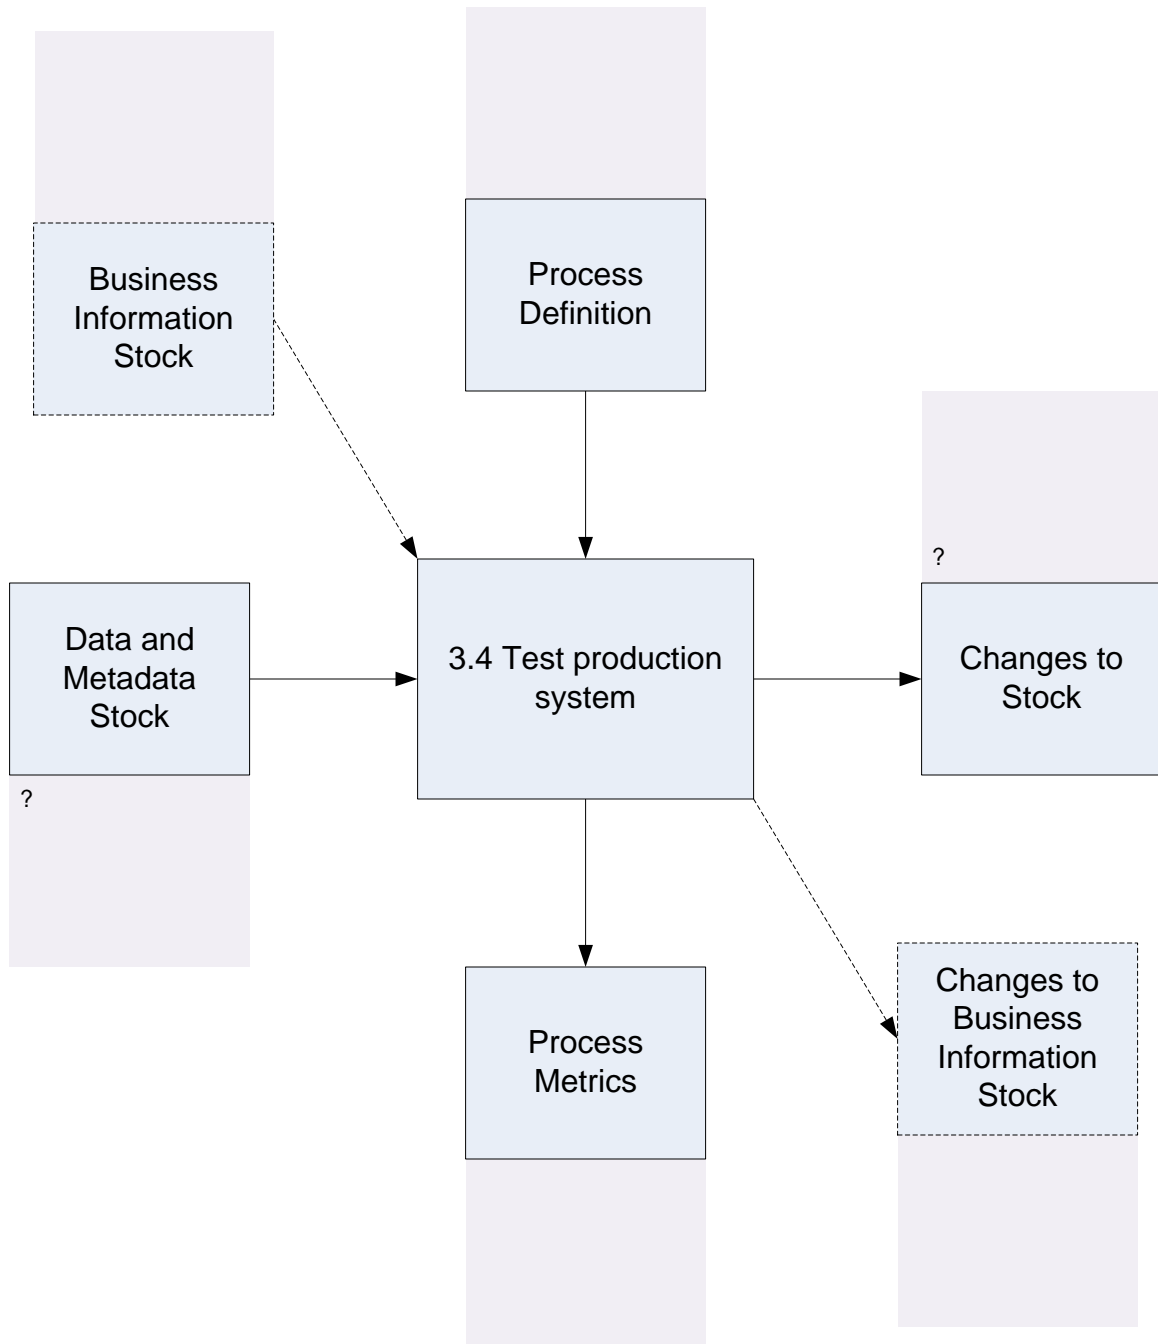 Business
Information
Stock
Process
Definition
?
Data and
Metadata
Stock
3.4 Test production
system
Changes to
Stock
?
Process
Metrics
Changes to
Business
Information
Stock